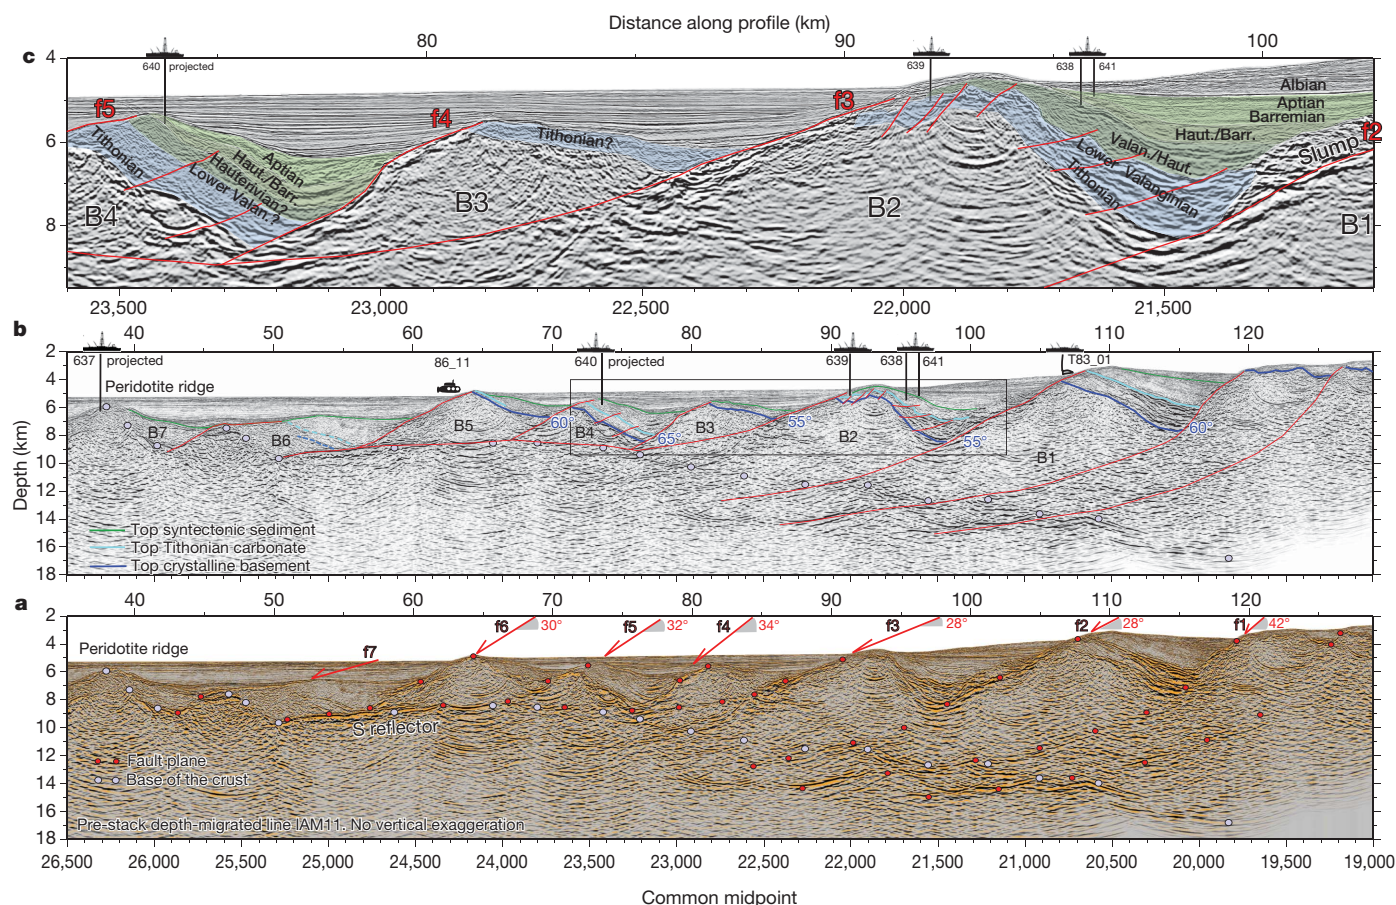 Distance along profile (km)
c
80 90 100
4
6
8
640 projected
639
638 641
f5
f4
f3
f2
Tithonian
Aptian
Haut./Barr.
Hauterivian?
Lower Valan.?
Tithonian?
Albian
Aptian
Barremian
Haut./Barr.
Valan./Haut.
Lower Valanginian
Tithonian
Slump
B4
B3
B2
B1
23,500 23,000 22,500 22,000 21,500
b
40 50 60 70 80 90 100 110 120
2
4
6
8
10
12
14
16
18
Depth (km)
637 projected
86_11
640 projected
639 638 641
T83_01
Peridotite ridge
B7
B6
B5
B4
B3
B2
B1
60°
65°
55°
55°
60°
Top syntectonic sediment
Top Tithonian carbonate
Top crystalline basement
a
40 50 60 70 80 90 100 110 120
2
4
6
8
10
12
14
16
18
Peridotite ridge
f7
f6 30°
f5 32°
f4 34°
f3 28°
f2 28°
f1 42°
S reflector
Fault plane
Base of the crust
Pre-stack depth-migrated line IAM11. No vertical exaggeration
26,500 26,000 25,500 25,000 24,500 24,000 23,500 23,000 22,500 22,000 21,500 21,000 20,500 20,000 19,500 19,000
Common midpoint